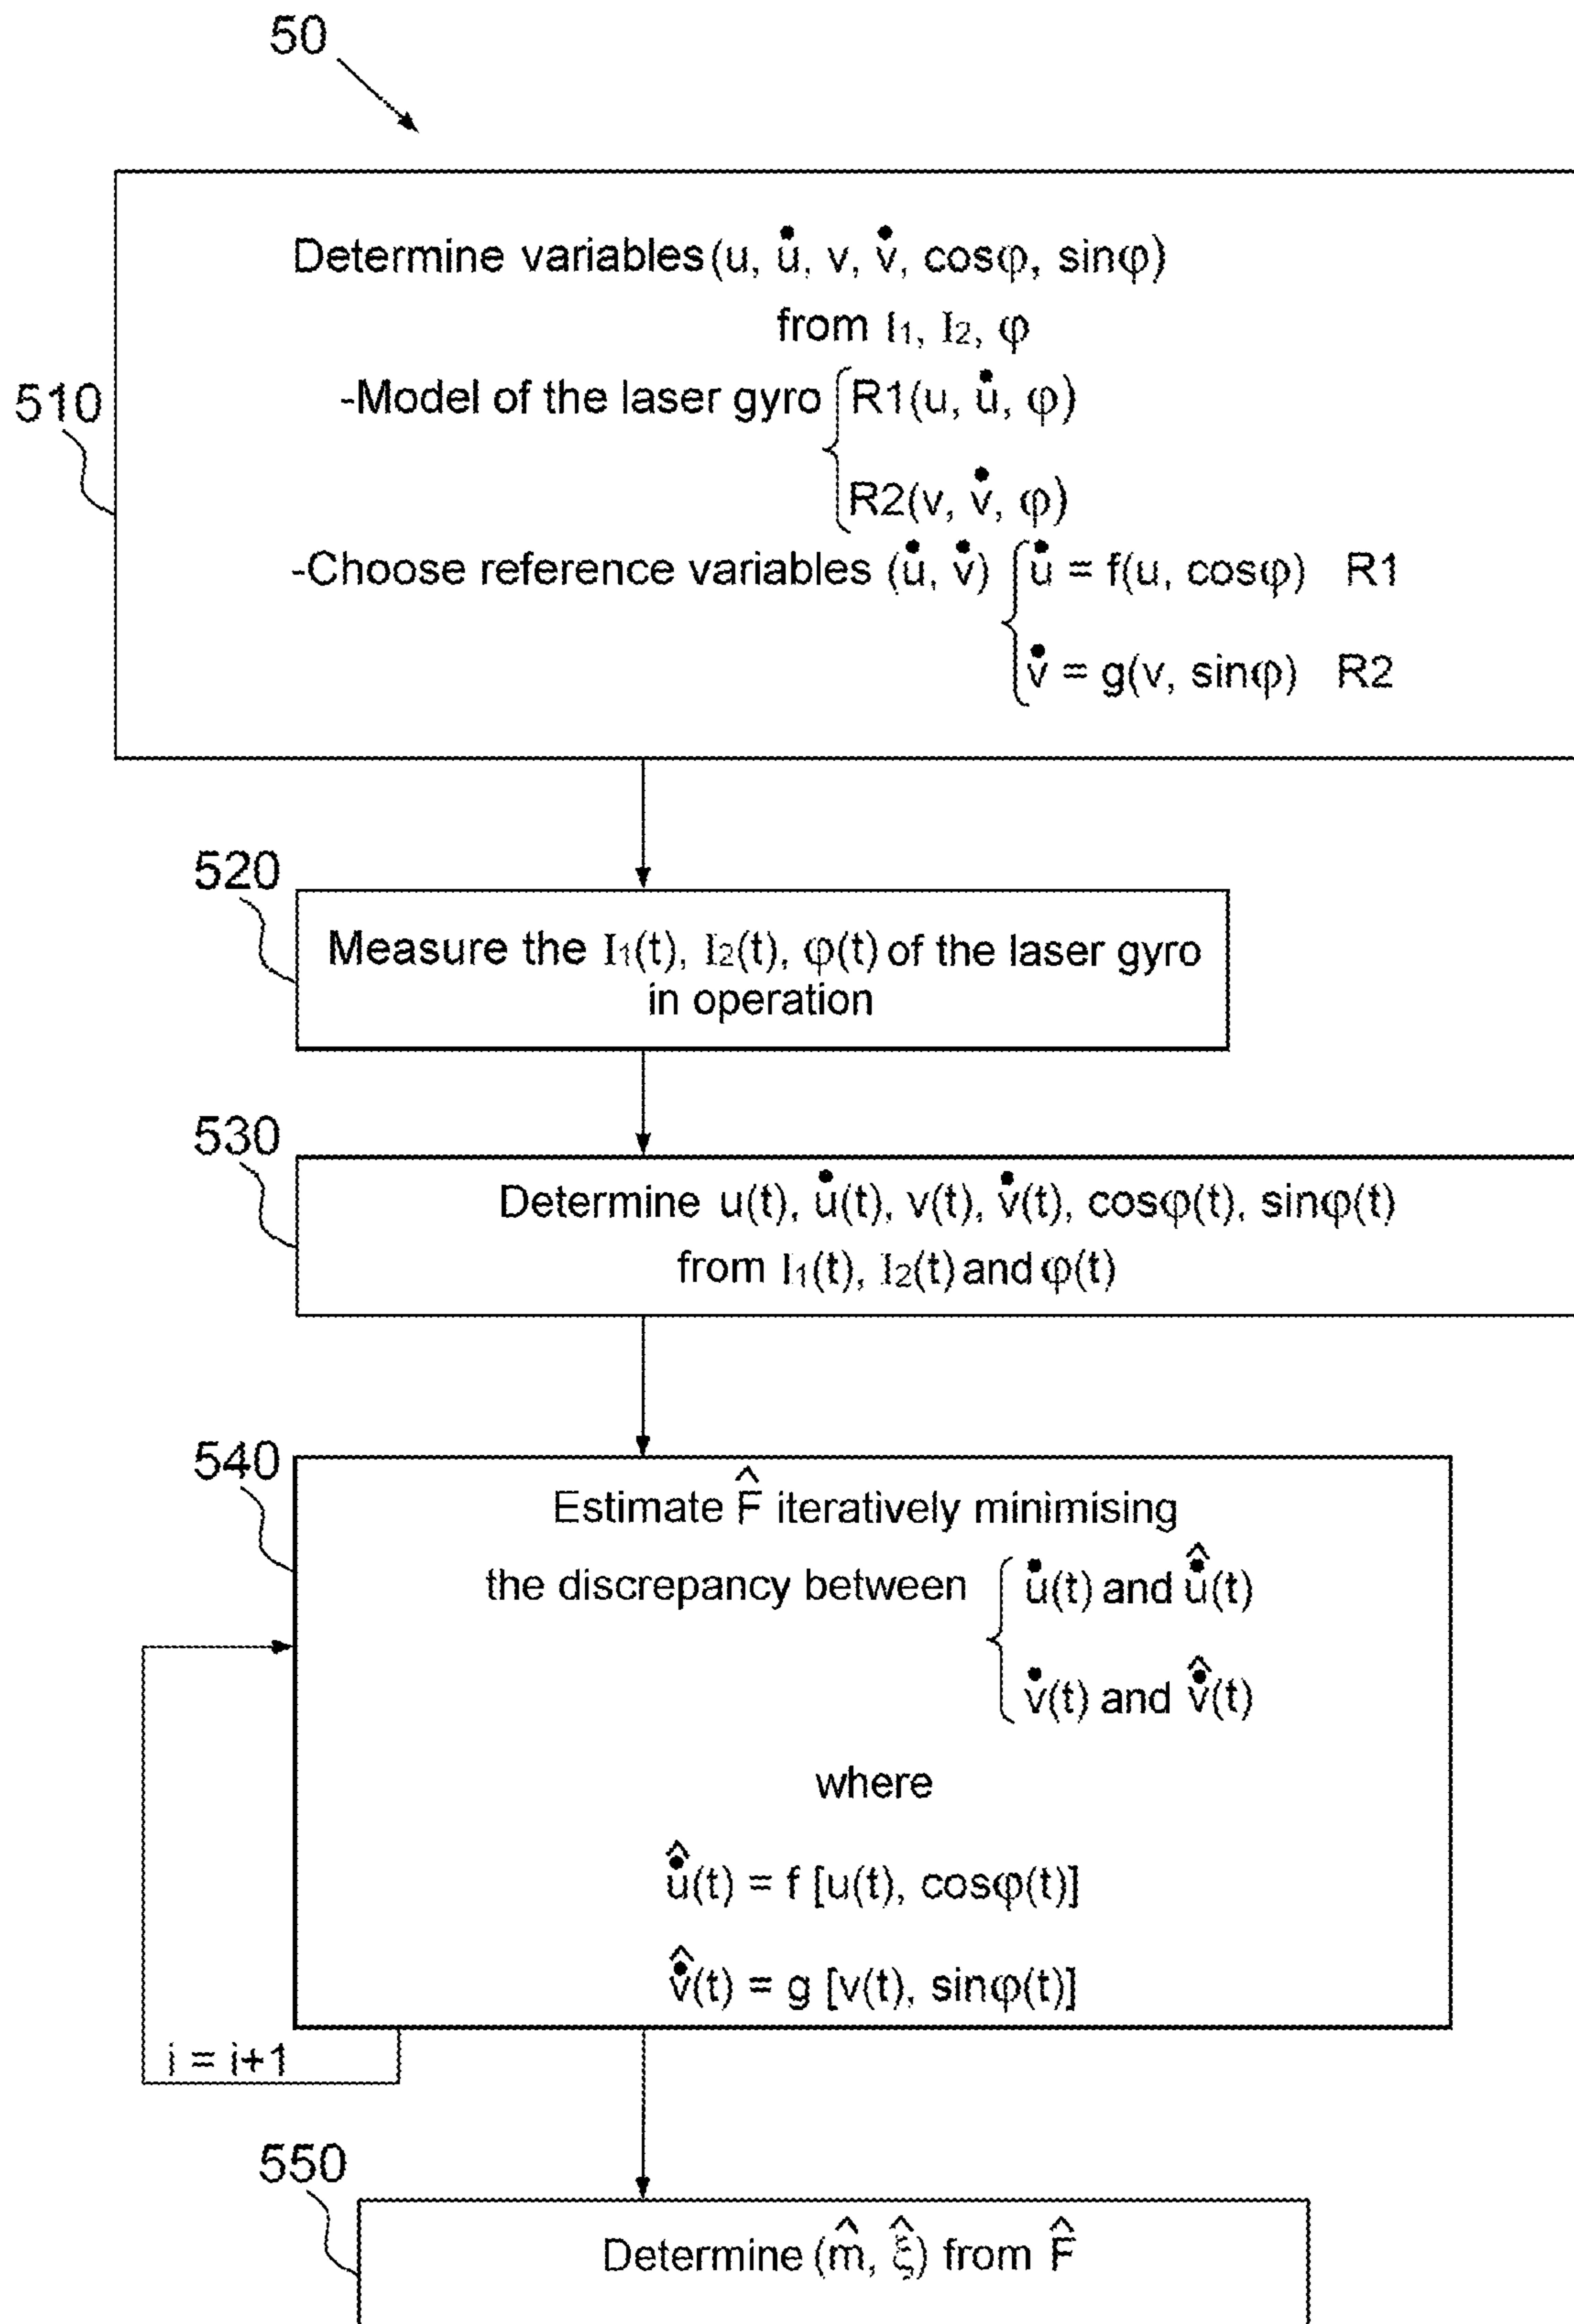 50
510
Determine variables (u, u̇, v, v̇, cosφ, sinφ)
from I₁, I₂, φ
-Model of the laser gyro { R1(u, u̇, φ)
R2(v, v̇, φ)
-Choose reference variables (u̇, v̇) { u̇ = f(u, cosφ) R1
v̇ = g(v, sinφ) R2
520
Measure the I₁(t), I₂(t), φ(t) of the laser gyro
in operation
530
Determine u(t), u̇(t), v(t), v̇(t), cosφ(t), sinφ(t)
from I₁(t), I₂(t) and φ(t)
540
Estimate F̂ iteratively minimising
the discrepancy between { u̇(t) and u̇̂(t)
v̇(t) and v̇̂(t)
where
u̇̂(t) = f [u(t), cosφ(t)]
v̇̂(t) = g [v(t), sinφ(t)]
i = i+1
550
Determine (m̂, ξ̂) from F̂